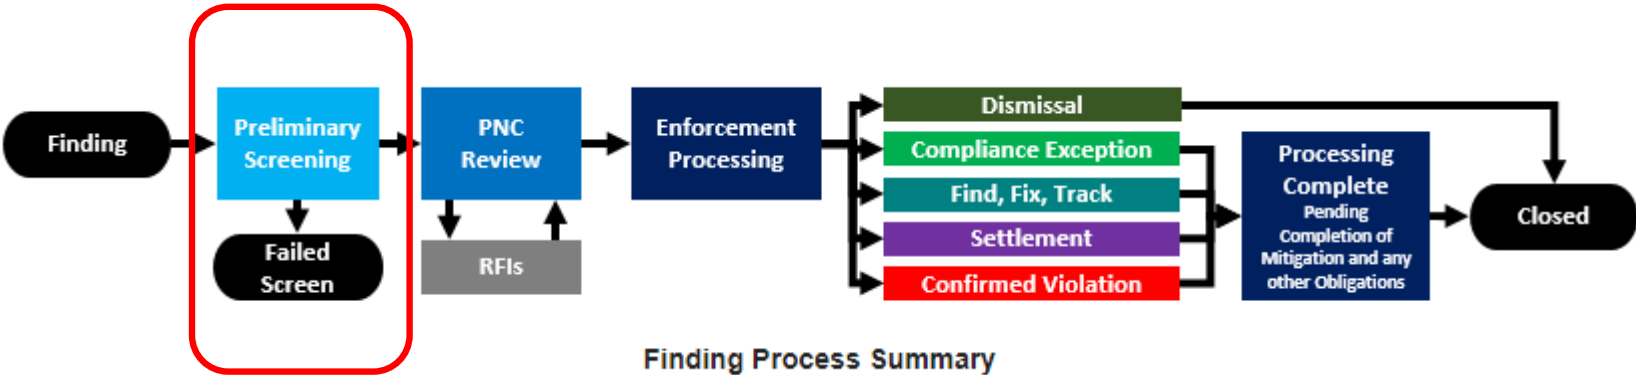 Finding
Preliminary
Screening
Failed
Screen
PNC
Review
RFIs
Enforcement
Processing
Dismissal
Compliance Exception
Find, Fix, Track
Settlement
Confirmed Violation
Processing
Complete
Pending
Completion of
Mitigation and any
other Obligations
Closed
Finding Process Summary